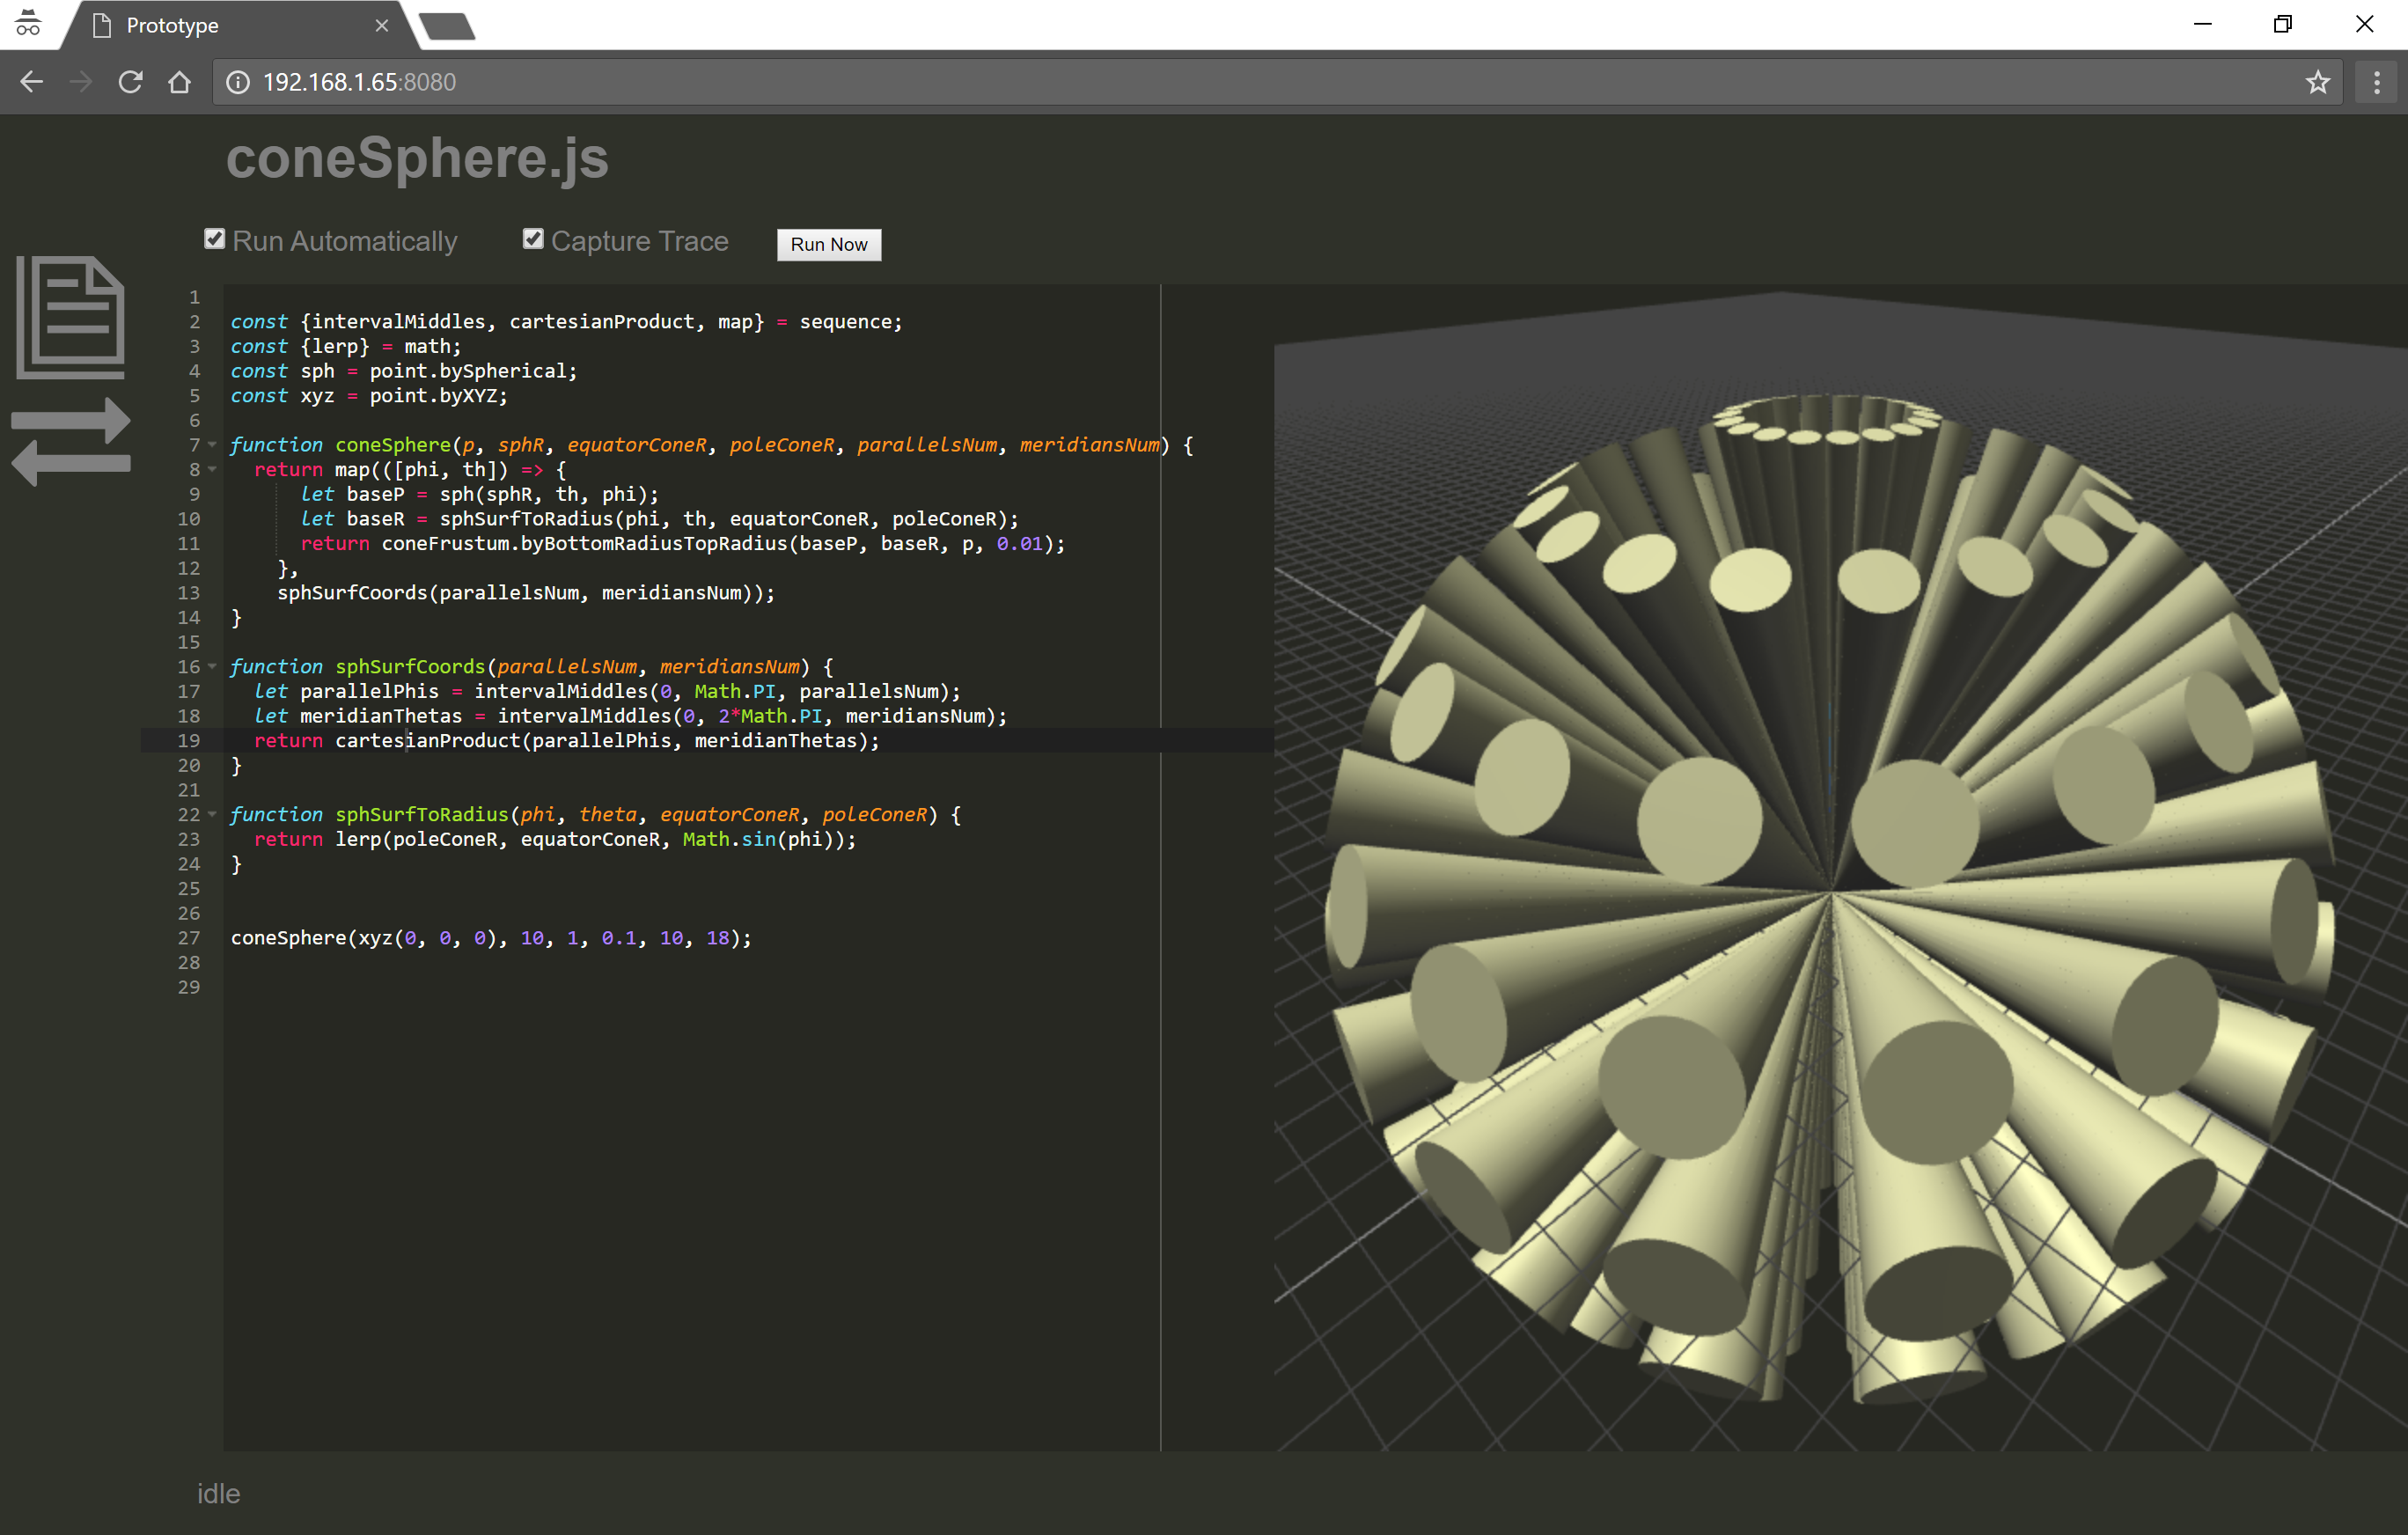 Prototype
192.168.1.65:8080
coneSphere.js
Run Automatically Capture Trace Run Now
1
2 const {intervalMiddles, cartesianProduct, map} = sequence;
3 const {lerp} = math;
4 const sph = point.bySpherical;
5 const xyz = point.byXYZ;
6
7 function coneSphere(p, sphR, equatorConeR, poleConeR, parallelsNum, meridiansNum) {
8 return map(([phi, th]) => {
9 let baseP = sph(sphR, th, phi);
10 let baseR = sphSurfToRadius(phi, th, equatorConeR, poleConeR);
11 return coneFrustum.byBottomRadiusTopRadius(baseP, baseR, p, 0.01);
12 },
13 sphSurfCoords(parallelsNum, meridiansNum));
14 }
15
16 function sphSurfCoords(parallelsNum, meridiansNum) {
17 let parallelPhis = intervalMiddles(0, Math.PI, parallelsNum);
18 let meridianThetas = intervalMiddles(0, 2*Math.PI, meridiansNum);
19 return cartesianProduct(parallelPhis, meridianThetas);
20 }
21
22 function sphSurfToRadius(phi, theta, equatorConeR, poleConeR) {
23 return lerp(poleConeR, equatorConeR, Math.sin(phi));
24 }
25
26
27 coneSphere(xyz(0, 0, 0), 10, 1, 0.1, 10, 18);
28
29
idle